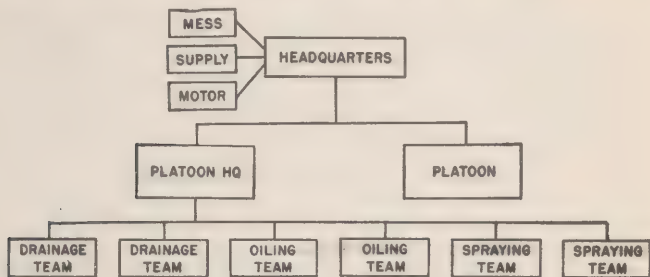 MESS
SUPPLY
MOTOR
HEADQUARTERS
PLATOON HQ
PLATOON
DRAINAGE
TEAM
DRAINAGE
TEAM
OILING
TEAM
OILING
TEAM
SPRAYING
TEAM
SPRAYING
TEAM